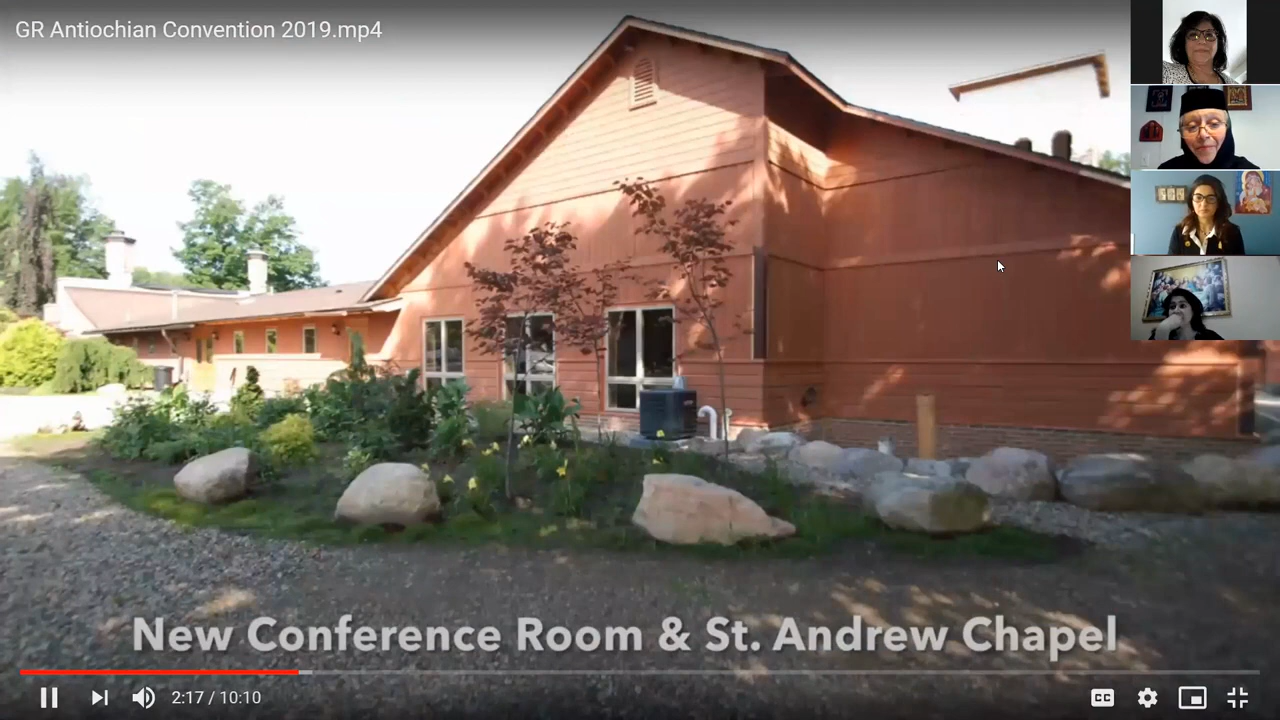 GR Antiochian Convention 2019.mp4
New Conference Room & St. Andrew Chapel
2:17 / 10:10
CC